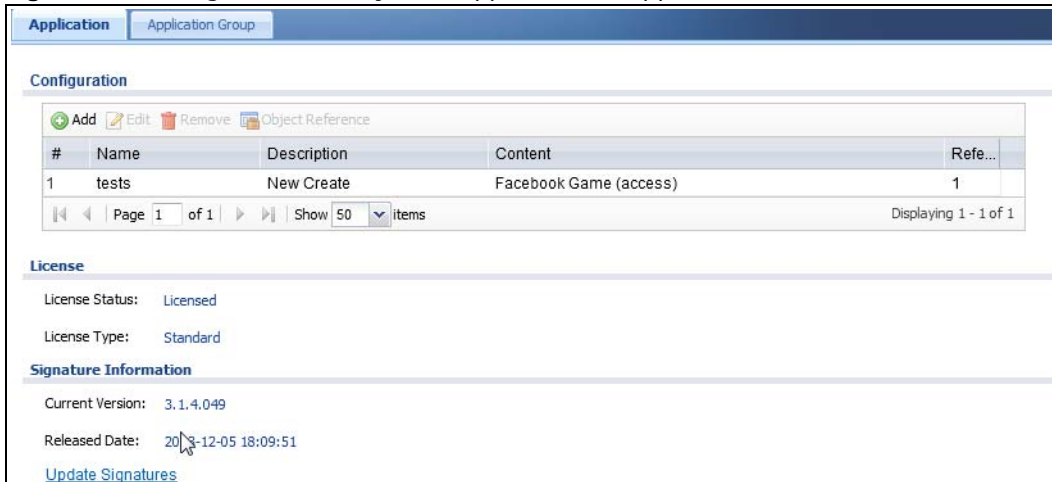 Application Application Group
Configuration
Add Edit Remove Object Reference
# Name Description Content Refe...
1 tests New Create Facebook Game (access) 1
Page 1 of 1 Show 50 items Displaying 1 - 1 of 1
License
License Status: Licensed
License Type: Standard
Signature Information
Current Version: 3.1.4.049
Released Date: 18:09:51
Update Signatures